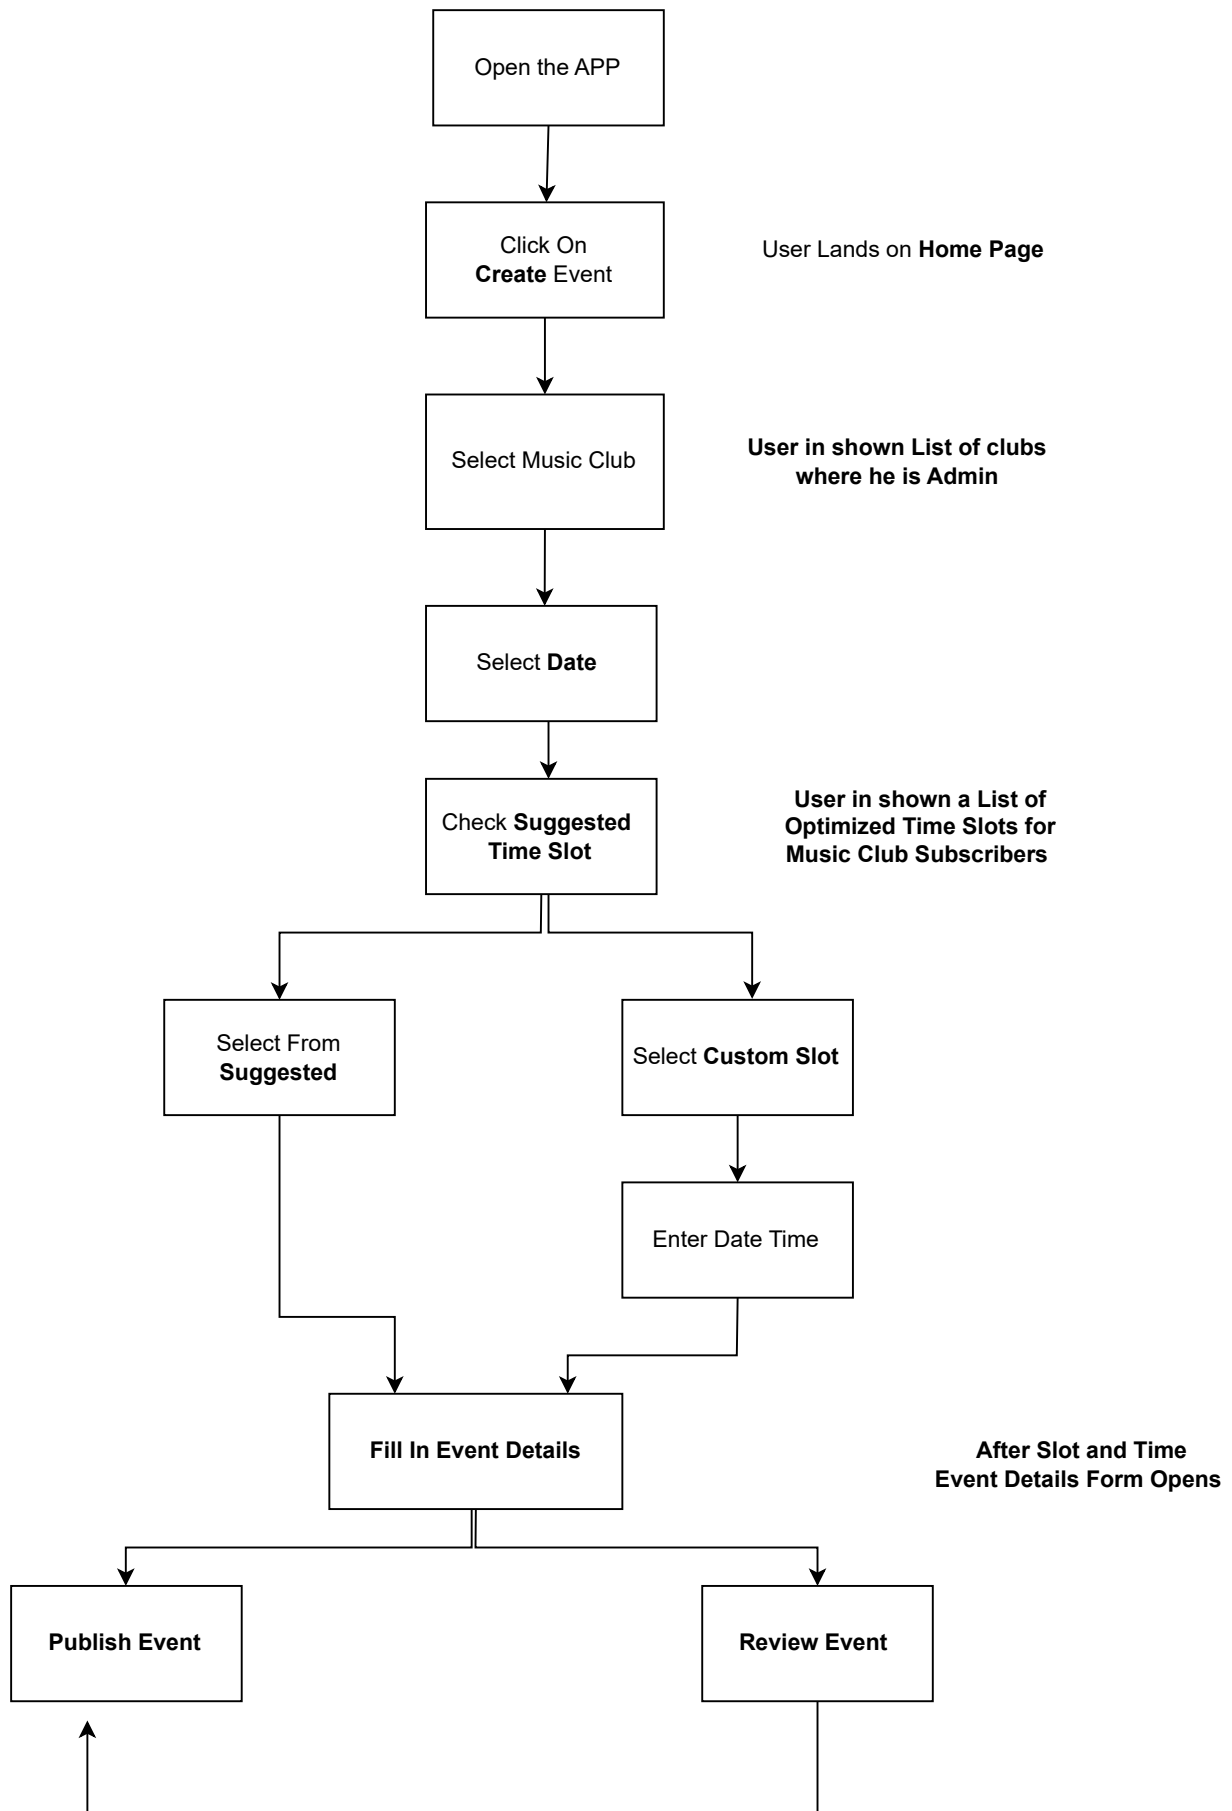 Open the APP
Click On
Create Event
User Lands on Home Page
Select Music Club
User in shown List of clubs
where he is Admin
Select Date
Check Suggested
Time Slot
User in shown a List of
Optimized Time Slots for
Music Club Subscribers
Select From
Suggested
Select Custom Slot
Enter Date Time
Fill In Event Details
After Slot and Time
Event Details Form Opens
Publish Event
Review Event